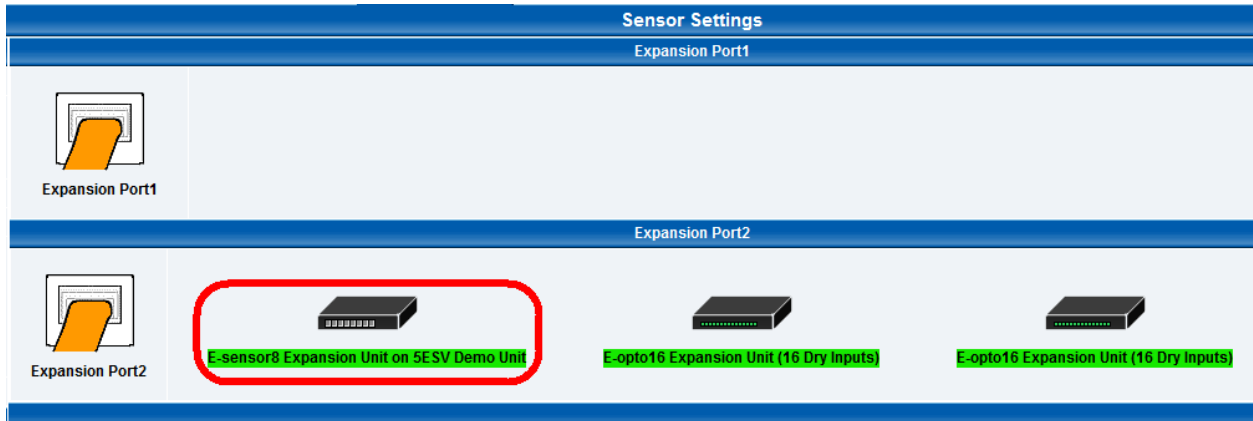 Sensor Settings
Expansion Port1
Expansion Port1
Expansion Port2
Expansion Port2
E-sensor8 Expansion Unit on 5ESV Demo Unit
E-opto16 Expansion Unit (16 Dry Inputs)
E-opto16 Expansion Unit (16 Dry Inputs)